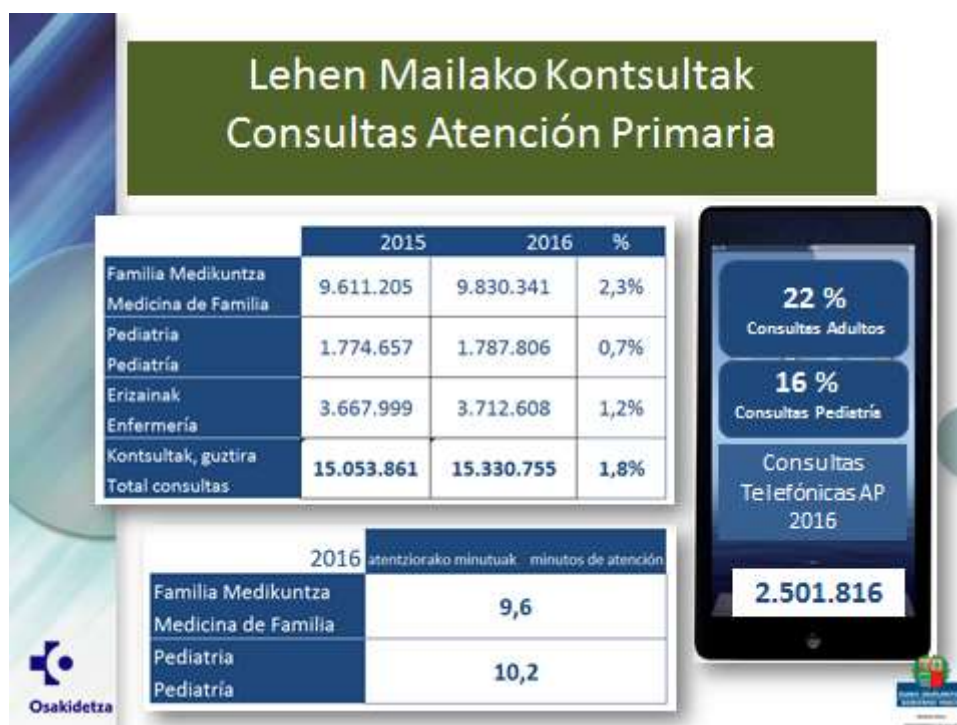 Lehen Mailako Kontsultak
Consultas Atención Primaria
2015 2016 %
Familia Medikuntza
Medicina de Familia
9.611.205 9.830.341 2,3%
Pediatria
Pediatría
1.774.657 1.787.806 0,7%
Erizainak
Enfermería
3.667.999 3.712.608 1,2%
Kontsultak, guztira
Total consultas
15.053.861 15.330.755 1,8%
22 %
Consultas Adultos
16 %
Consultas Pediatría
Consultas
Telefónicas AP
2016
2.501.816
2016 atentziorako minutuak minutos de atención
Familia Medikuntza
Medicina de Familia
9,6
Pediatria
Pediatría
10,2
Osakidetza